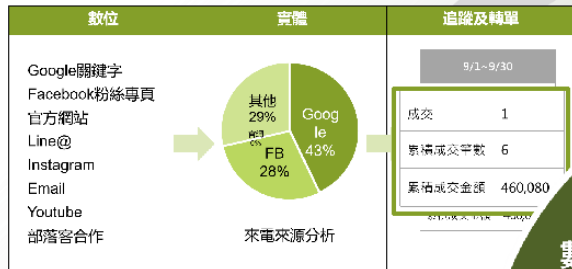 數位
實體
追蹤及轉單
Google關鍵字
Facebook粉絲專頁
官方網站
Line@
Instagram
Email
Youtube
部落客合作
其他
29%
Goog
le
43%
FB
28%
來電來源分析
9/1~9/30
成交 1
累積成交筆數 6
累積成交金額 460,080
數